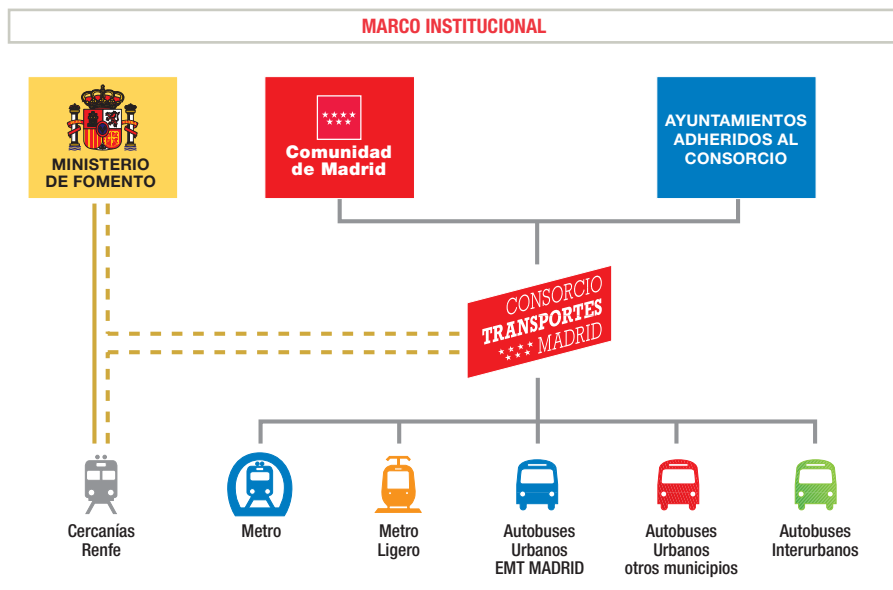 MARCO INSTITUCIONAL
MINISTERIO
DE FOMENTO
Comunidad
de Madrid
AYUNTAMIENTOS
ADHERIDOS AL
CONSORCIO
CONSORCIO
TRANSPORTES
MADRID
Cercanías
Renfe
Metro
Metro
Ligero
Autobuses
Urbanos
EMT MADRID
Autobuses
Urbanos
otros municipios
Autobuses
Interurbanos